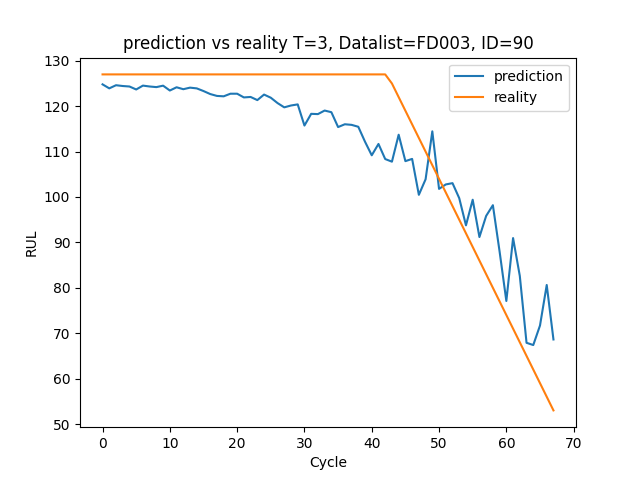 prediction vs reality T=3, Datalist=FD003, ID=90
prediction
reality
RUL
130
120
110
100
90
80
70
60
50
0 10 20 30 40 50 60 70
Cycle